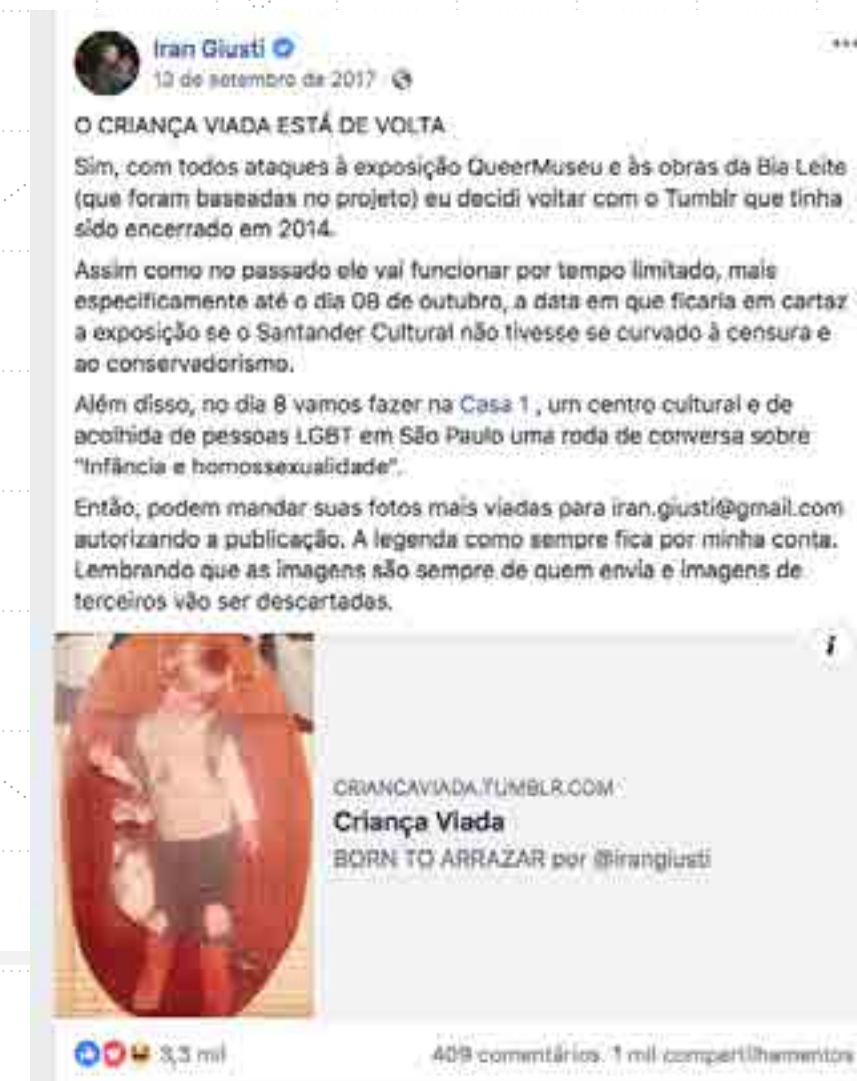 Iran Giusti
13 de setembro de 2017
O CRIANÇA VIADA ESTÁ DE VOLTA
Sim, com todos ataques à exposição QueerMuseu e às obras da Bia Leite
(que foram baseadas no projeto) eu decidi voltar com o Tumblr que tinha
sido encerrado em 2014.
Assim como no passado ele vai funcionar por tempo limitado, mais
especificamente até o dia 08 de outubro, a data em que ficaria em cartaz
a exposição se o Santander Cultural não tivesse se curvado à censura e
ao conservadorismo.
Além disso, no dia 8 vamos fazer na Casa 1 , um centro cultural e de
acolhida de pessoas LGBT em São Paulo uma roda de conversa sobre
"Infância e homossexualidade".
Então, podem mandar suas fotos mais viadas para iran.giusti@gmail.com
autorizando a publicação. A legenda como sempre fica por minha conta.
Lembrando que as imagens são sempre de quem envia e imagens de
terceiros vão ser descartadas.
CRIANCAVIADA.TUMBLR.COM
Criança Viada
BORN TO ARRAZAR por @irangiusti
3,3 mil
409 comentários 1 mil compartilhamentos